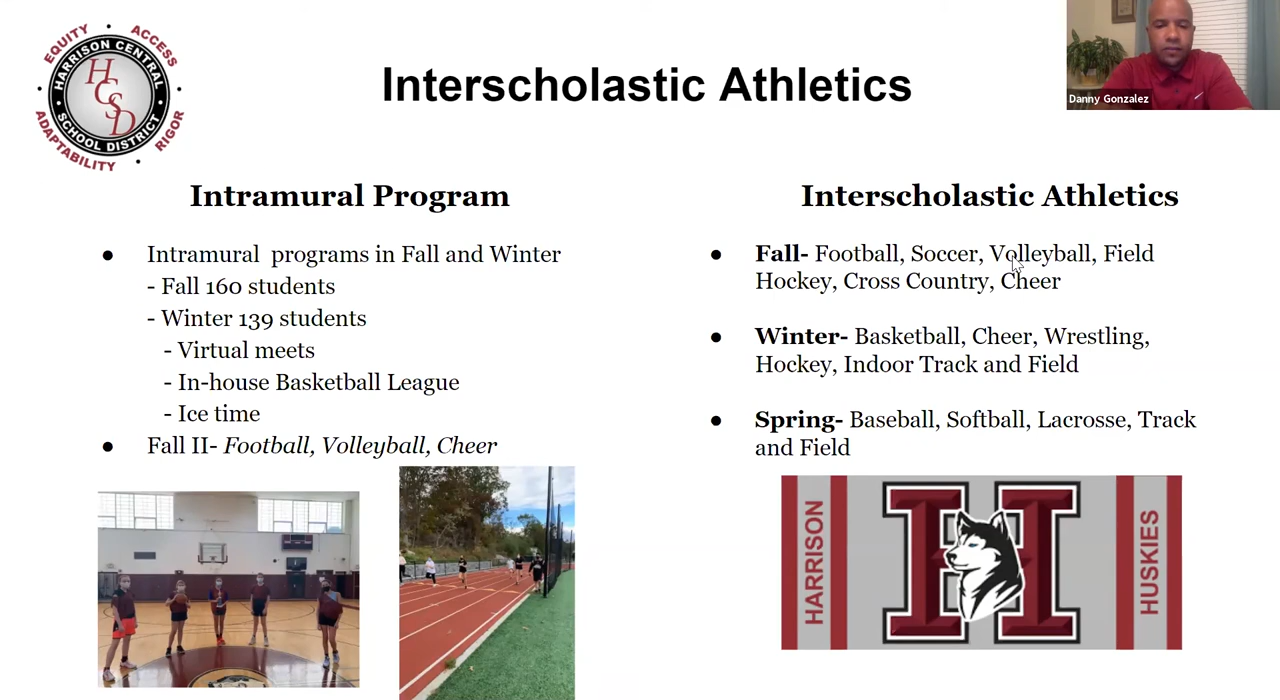 EQUITY ACCESS
HARRISON CENTRAL
HCSD
SCHOOL DISTRICT
ADAPTABILITY RIGOR
Interscholastic Athletics
Danny Gonzalez
Intramural Program
● Intramural  programs in Fall and Winter
- Fall 160 students
- Winter 139 students
- Virtual meets
- In-house Basketball League
- Ice time
● Fall II- Football, Volleyball, Cheer
Interscholastic Athletics
● Fall- Football, Soccer, Volleyball, Field
Hockey, Cross Country, Cheer
● Winter- Basketball, Cheer, Wrestling,
Hockey, Indoor Track and Field
● Spring- Baseball, Softball, Lacrosse, Track
and Field
HARRISON
H
HUSKIES